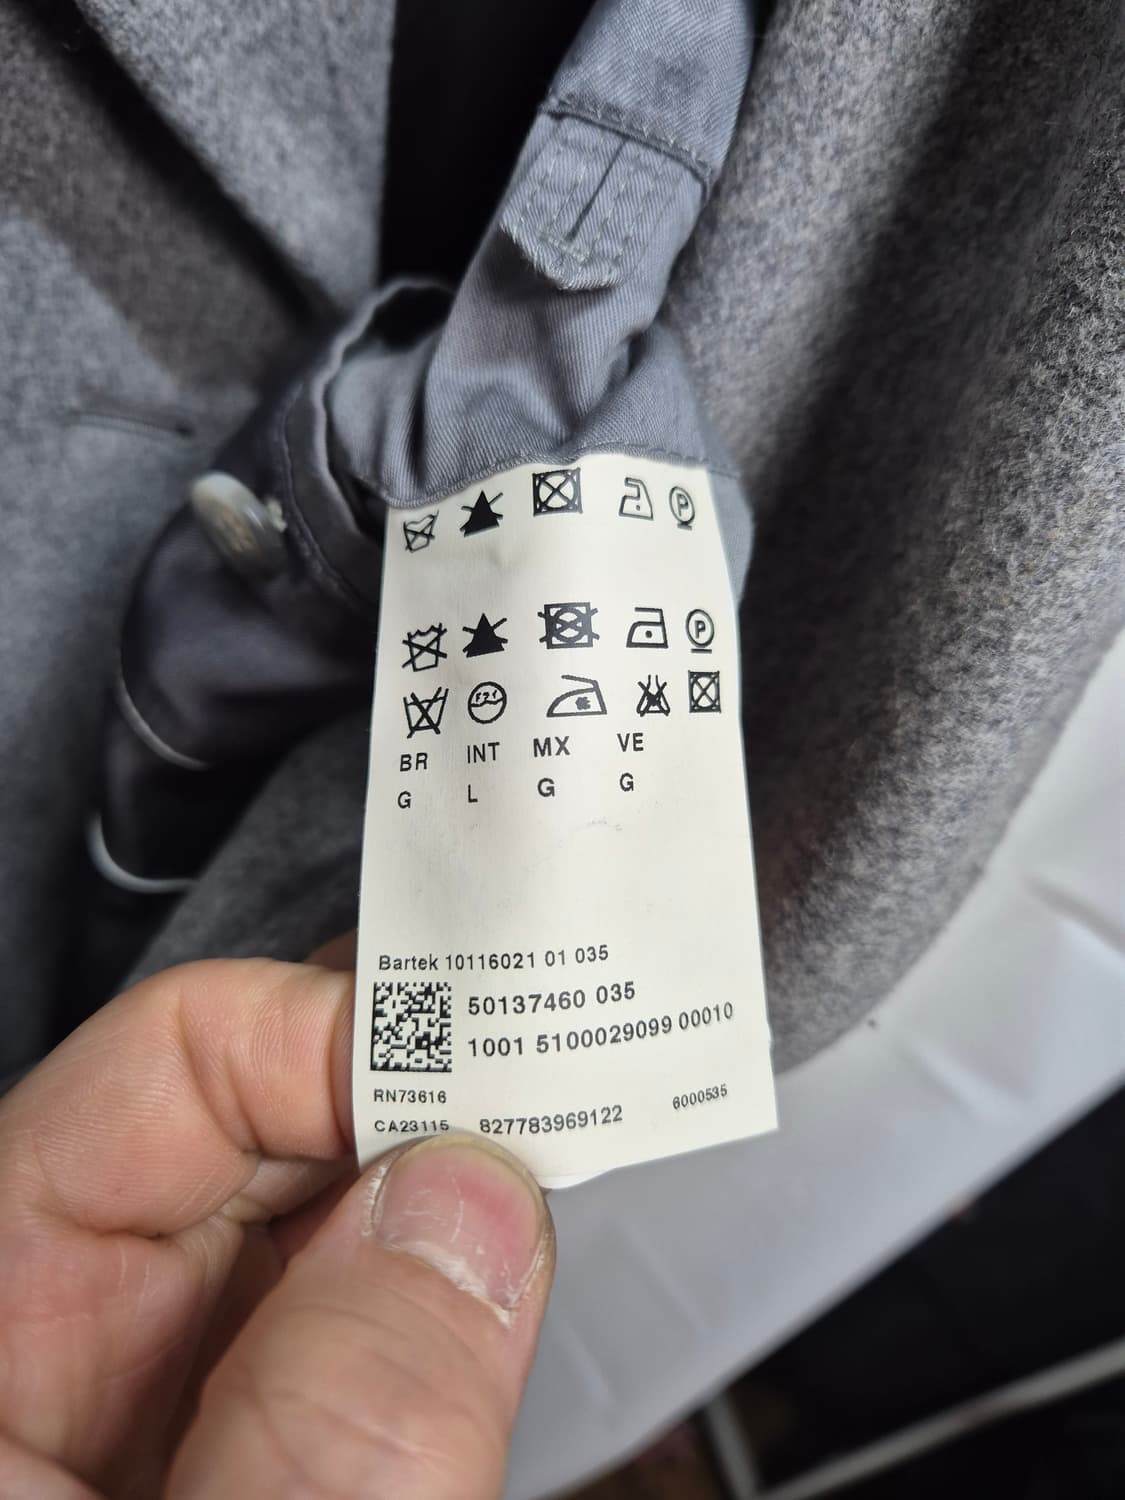 BR INT MX VE
G L G G
Bartek 10116021 01 035
50137460 035
1001 5100029099 00010
RN73616
CA23115 827783969122 6000535